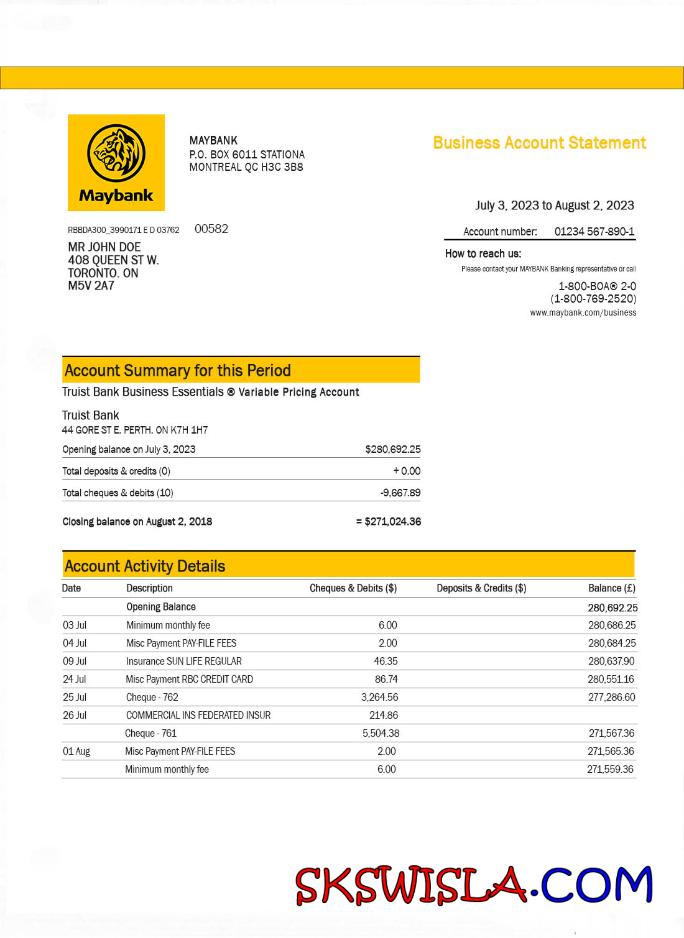 Maybank
MAYBANK
P.O. BOX 6011 STATIONA
MONTREAL QC H3C 3B8
Business Account Statement
July 3, 2023 to August 2, 2023
RBBDA300_3990171 E D 03762 00582
Account number: 01234 567-890-1
MR JOHN DOE
408 QUEEN ST W.
TORONTO. ON
M5V 2A7
How to reach us:
Please contact your MAYBANK Banking representative or call
1-800-BOA® 2-0
(1-800-769-2520)
www.maybank.com/business
Account Summary for this Period
Truist Bank Business Essentials ® Variable Pricing Account
Truist Bank
44 GORE ST E. PERTH. ON K7H 1H7
Opening balance on July 3, 2023 $280,692.25
Total deposits & credits (0) + 0.00
Total cheques & debits (10) -9,667.89
Closing balance on August 2, 2018 = $271,024.36
Account Activity Details
Date Description Cheques & Debits ($) Deposits & Credits ($) Balance (£)
Opening Balance 280,692.25
03 Jul Minimum monthly fee 6.00 280,686.25
04 Jul Misc Payment PAY-FILE FEES 2.00 280,684.25
09 Jul Insurance SUN LIFE REGULAR 46.35 280,637.90
24 Jul Misc Payment RBC CREDIT CARD 86.74 280,551.16
25 Jul Cheque - 762 3,264.56 277,286.60
26 Jul COMMERCIAL INS FEDERATED INSUR 214.86
Cheque - 761 5,504.38 271,567.36
01 Aug Misc Payment PAY-FILE FEES 2.00 271,565.36
Minimum monthly fee 6.00 271,559.36
SKSWISLA.COM